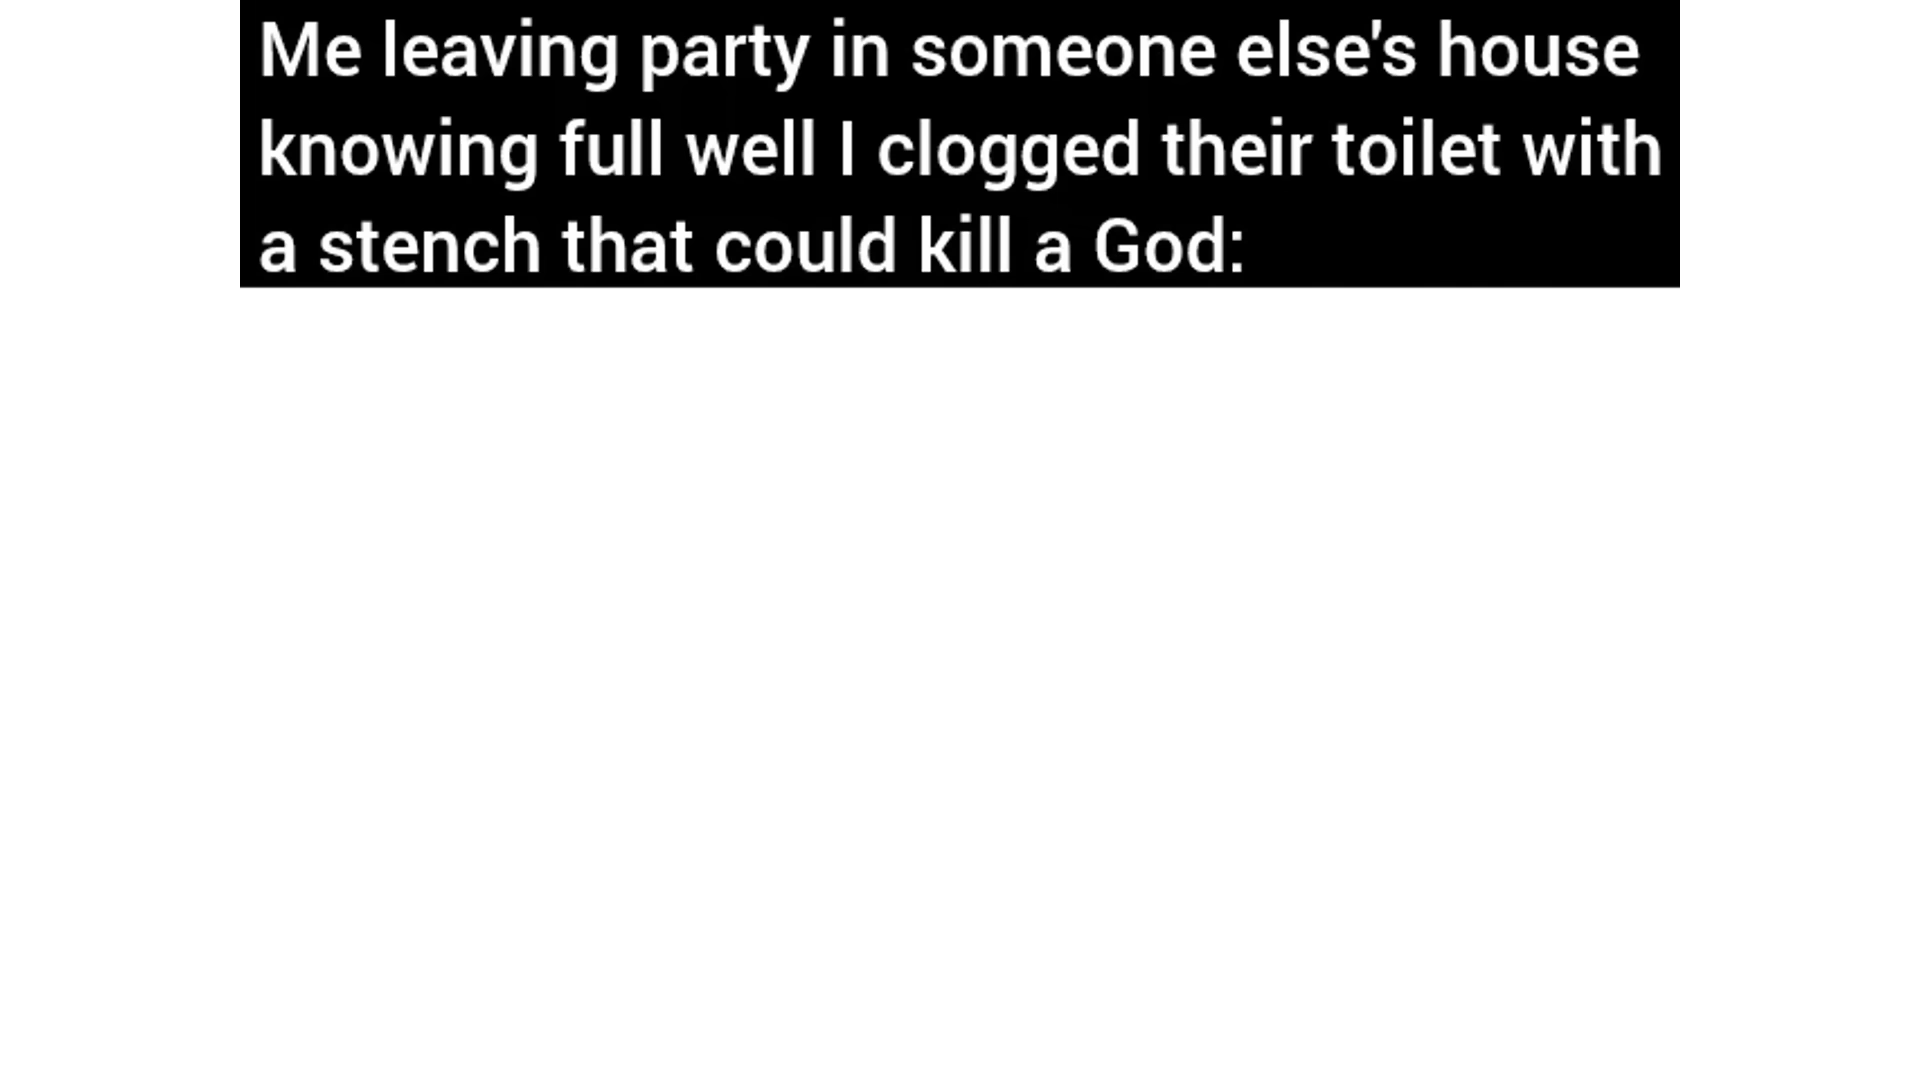 Me leaving party in someone else's house
knowing full well I clogged their toilet with
a stench that could kill a God: